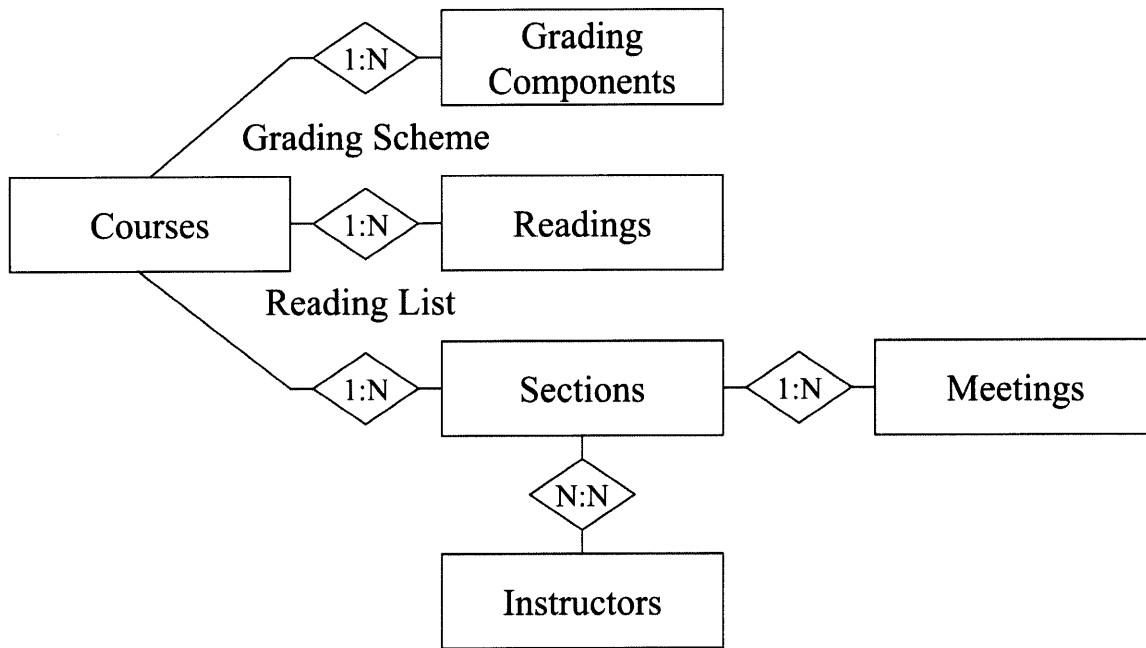 1:N
Grading
Components
Grading Scheme
Courses
1:N
Readings
Reading List
1:N
Sections
1:N
Meetings
N:N
Instructors